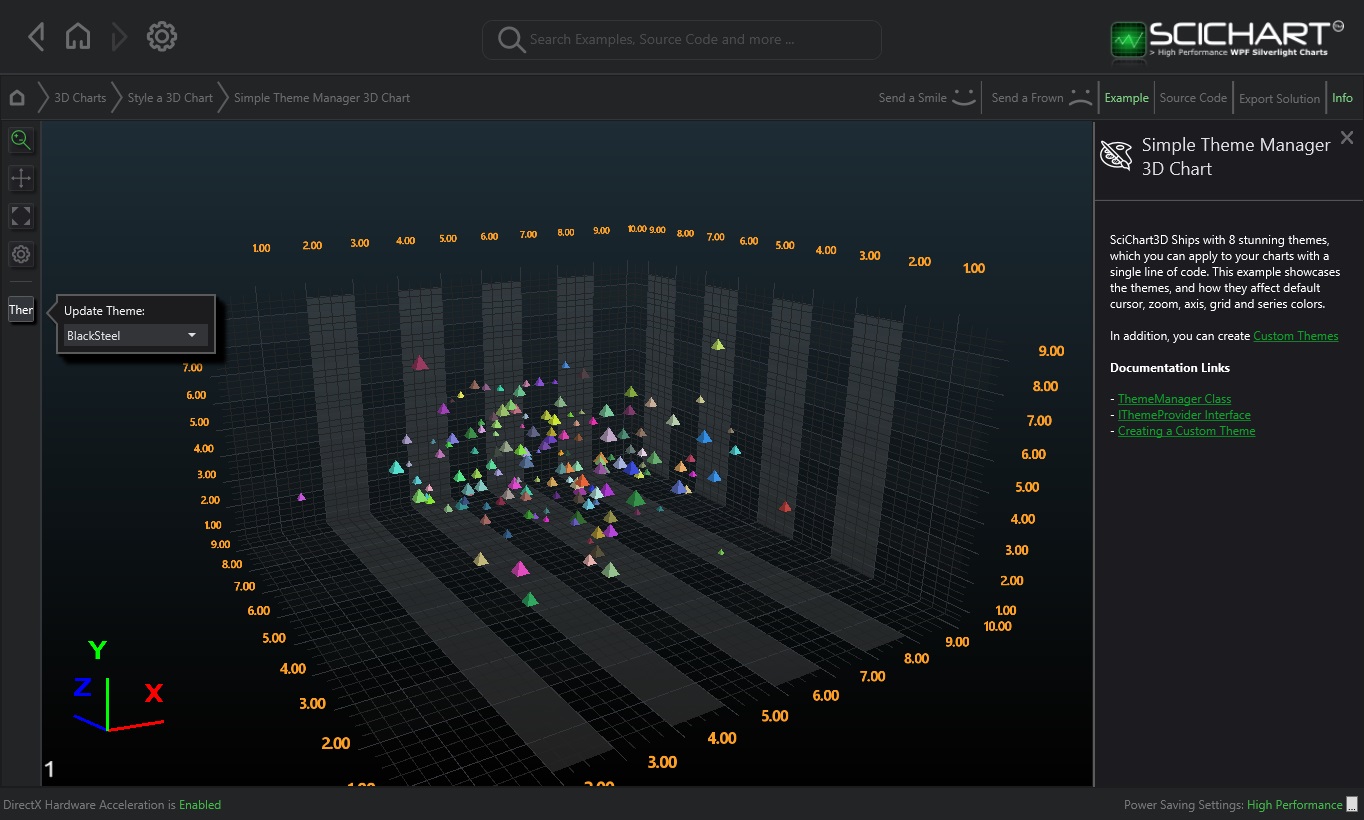 Search Examples, Source Code and more ...
SCICHART
> High Performance WPF Silverlight Charts
3D Charts
Style a 3D Chart
Simple Theme Manager 3D Chart
Send a Smile
Send a Frown
Example
Source Code
Export Solution
Info
Ther
Update Theme:
BlackSteel
1.00 2.00 3.00 4.00 5.00 6.00 7.00 8.00 9.00 10.00 9.00 8.00 7.00 6.00 5.00 4.00 3.00 2.00 1.00
7.00
6.00
5.00
4.00
3.00
2.00
1.00
9.00
8.00
7.00
6.00
5.00
4.00
3.00
2.00
1.00
9.00
8.00
7.00
6.00
5.00
4.00
3.00
2.00
1.00
10.00
9.00
8.00
7.00
6.00
5.00
4.00
3.00
2.00
Y
Z
X
1
Simple Theme Manager
3D Chart
SciChart3D Ships with 8 stunning themes,
which you can apply to your charts with a
single line of code. This example showcases
the themes, and how they affect default
cursor, zoom, axis, grid and series colors.
In addition, you can create Custom Themes
Documentation Links
- ThemeManager Class
- IThemeProvider Interface
- Creating a Custom Theme
DirectX Hardware Acceleration is Enabled
Power Saving Settings: High Performance